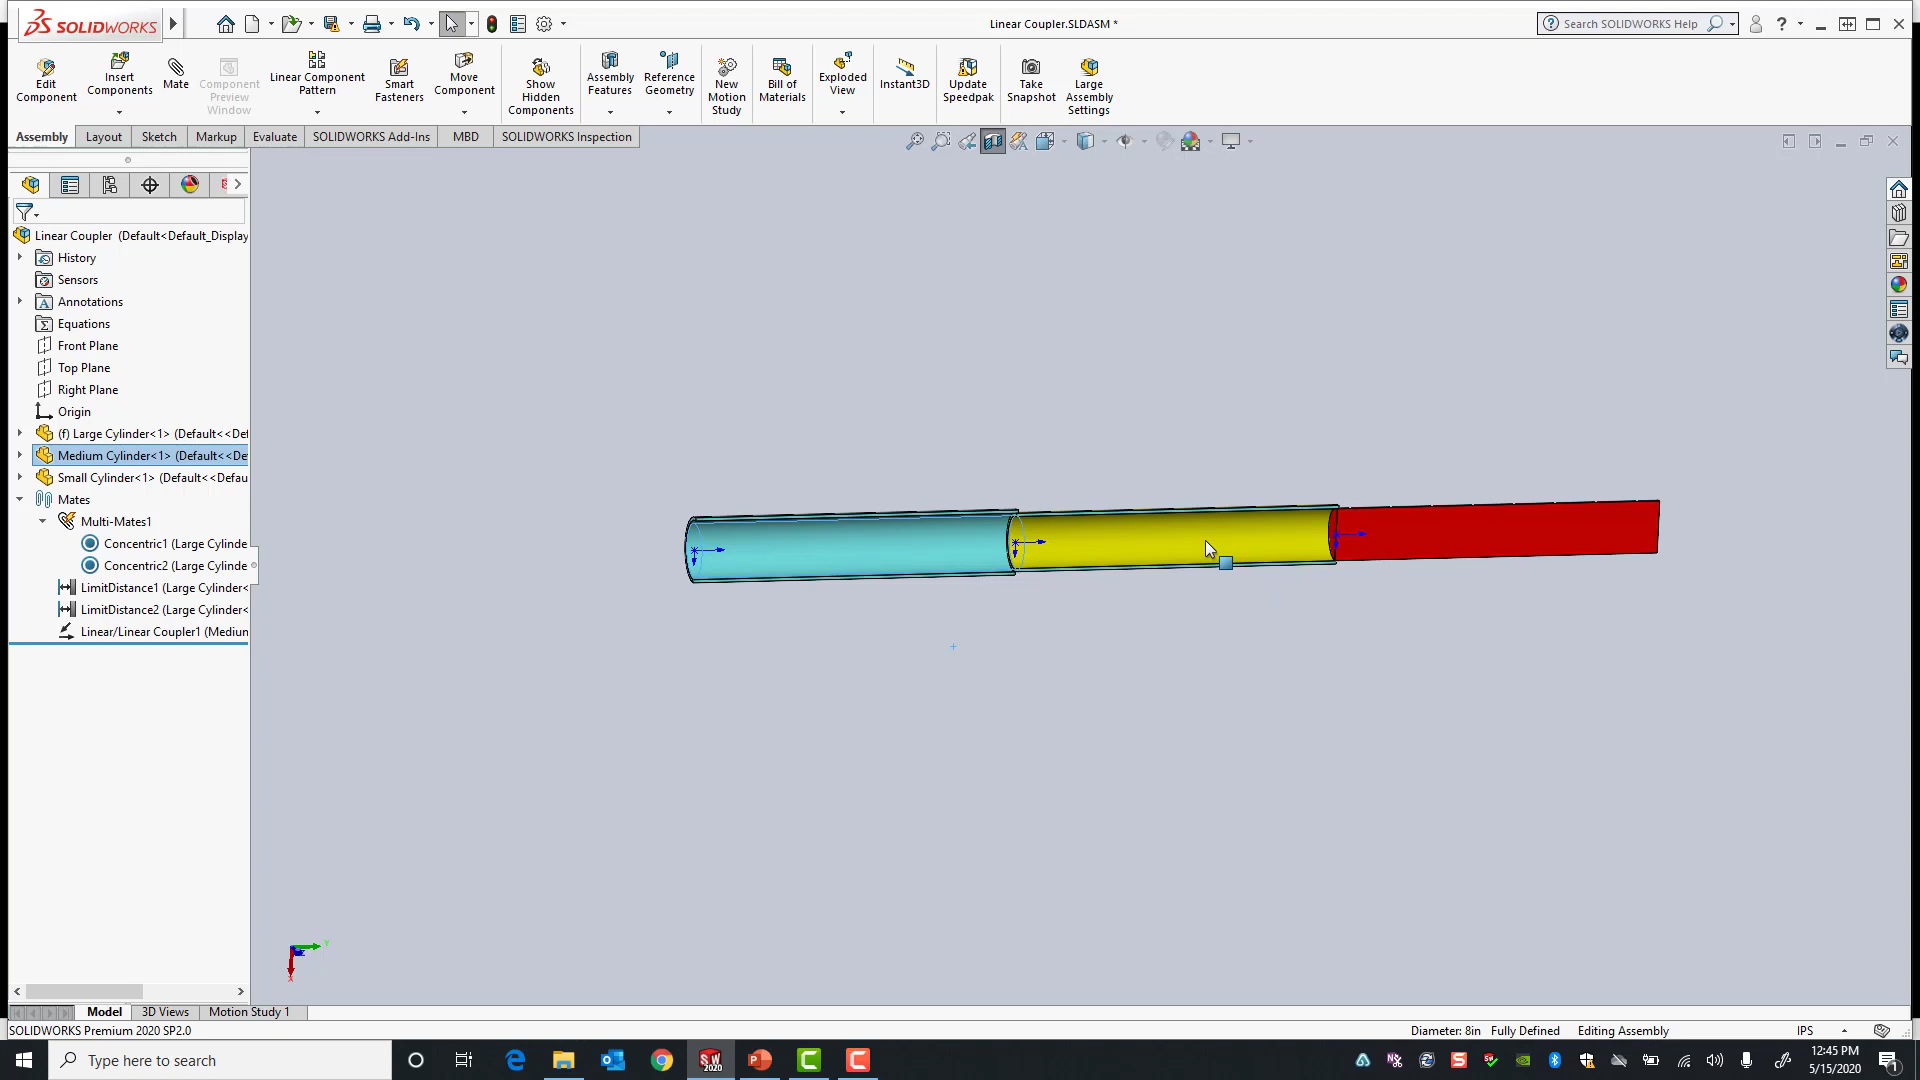 SOLIDWORKS
Linear Coupler.SLDASM *
Search SOLIDWORKS Help
Edit Component
Insert Components
Mate
Component Preview Window
Linear Component Pattern
Smart Fasteners
Move Component
Show Hidden Components
Assembly Features
Reference Geometry
New Motion Study
Bill of Materials
Exploded View
Instant3D
Update Speedpak
Take Snapshot
Large Assembly Settings
Assembly Layout Sketch Markup Evaluate SOLIDWORKS Add-Ins MBD SOLIDWORKS Inspection
Linear Coupler (Default<Default_Display
History
Sensors
Annotations
Equations
Front Plane
Top Plane
Right Plane
Origin
(f) Large Cylinder<1> (Default<<Def
Medium Cylinder<1> (Default<<De
Small Cylinder<1> (Default<<Defau
Mates
Multi-Mates1
Concentric1 (Large Cylinde
Concentric2 (Large Cylinde
LimitDistance1 (Large Cylinder<
LimitDistance2 (Large Cylinder<
Linear/Linear Coupler1 (Medium
Y
X
Model 3D Views Motion Study 1
SOLIDWORKS Premium 2020 SP2.0
Diameter: 8in Fully Defined Editing Assembly IPS
Type here to search
12:45 PM
5/15/2020